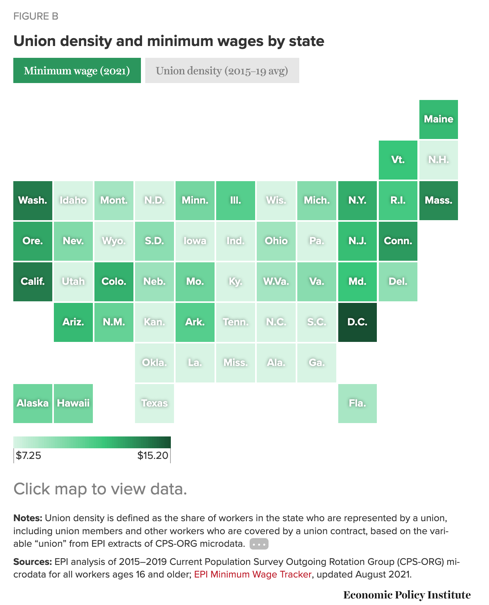 FIGURE B
Union density and minimum wages by state
Minimum wage (2021) Union density (2015–19 avg)
Maine
Vt. N.H.
Wash. Idaho Mont. N.D. Minn. Ill. Wis. Mich. N.Y. R.I. Mass.
Ore. Nev. Wyo. S.D. Iowa Ind. Ohio Pa. N.J. Conn.
Calif. Utah Colo. Neb. Mo. Ky. W.Va. Va. Md. Del.
Ariz. N.M. Kan. Ark. Tenn. N.C. S.C. D.C.
Okla. La. Miss. Ala. Ga.
Alaska Hawaii Texas Fla.
$7.25 $15.20
Click map to view data.
Notes: Union density is defined as the share of workers in the state who are represented by a union,
including union members and other workers who are covered by a union contract, based on the vari-
able “union” from EPI extracts of CPS-ORG microdata. ...
Sources: EPI analysis of 2015–2019 Current Population Survey Outgoing Rotation Group (CPS-ORG) mi-
crodata for all workers ages 16 and older; EPI Minimum Wage Tracker, updated August 2021.
Economic Policy Institute